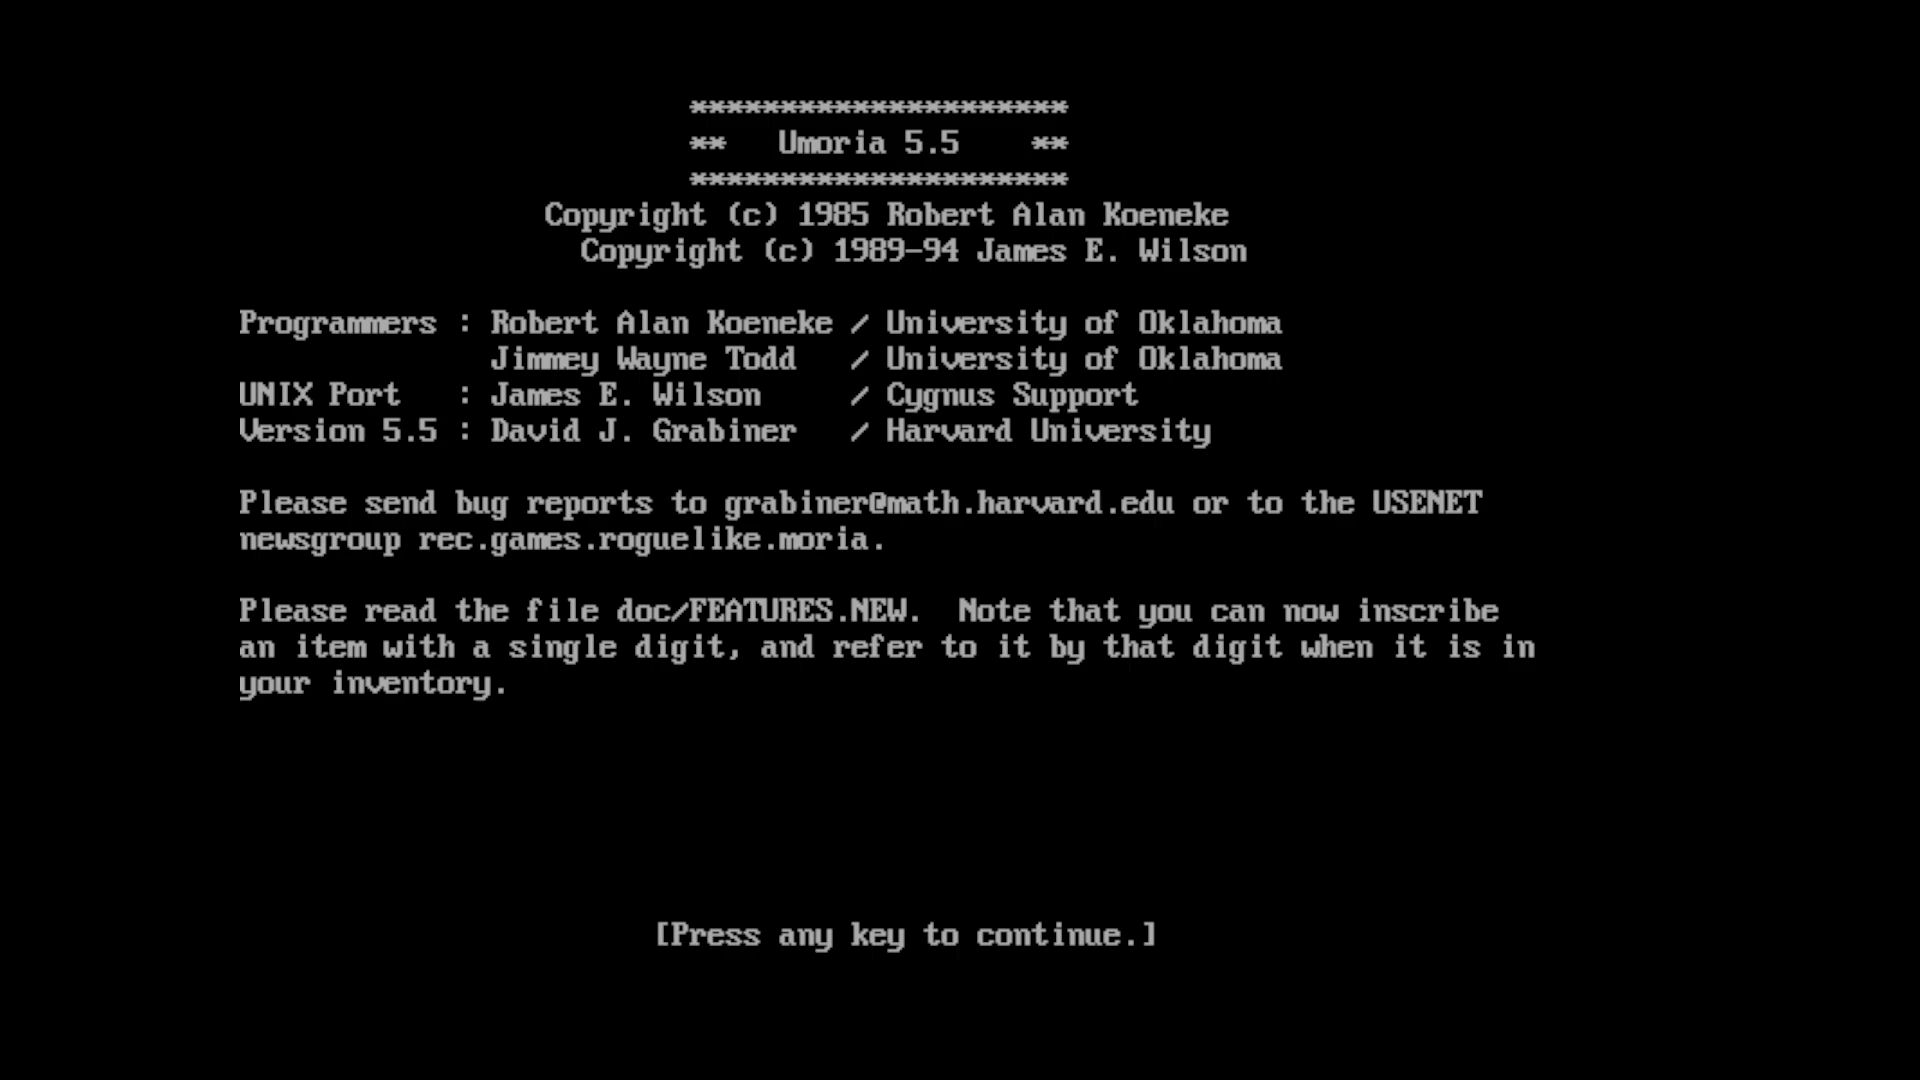 *********************
**   Umoria 5.5    **
*********************
Copyright (c) 1985 Robert Alan Koeneke
Copyright (c) 1989-94 James E. Wilson
Programmers : Robert Alan Koeneke / University of Oklahoma
Jimmey Wayne Todd   / University of Oklahoma
UNIX Port   : James E. Wilson     / Cygnus Support
Version 5.5 : David J. Grabiner   / Harvard University
Please send bug reports to grabiner@math.harvard.edu or to the USENET
newsgroup rec.games.roguelike.moria.
Please read the file doc/FEATURES.NEW.  Note that you can now inscribe
an item with a single digit, and refer to it by that digit when it is in
your inventory.
[Press any key to continue.]